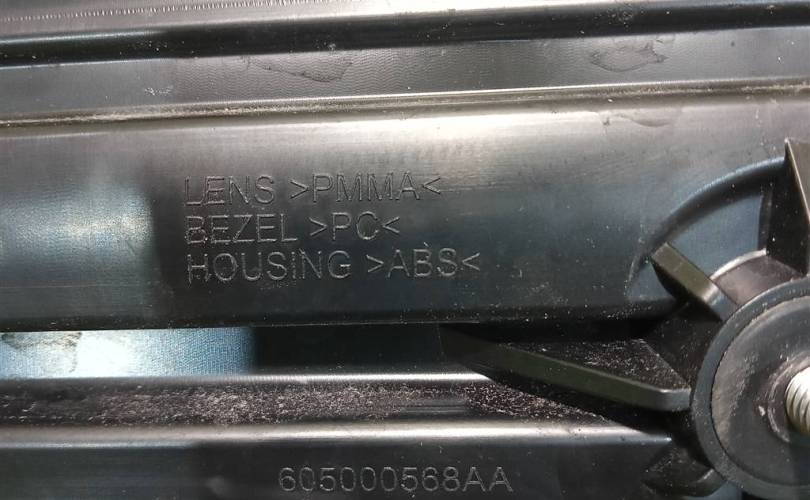 LENS >PMMA<
BEZEL >PC<
HOUSING >ABS<
605000568AA